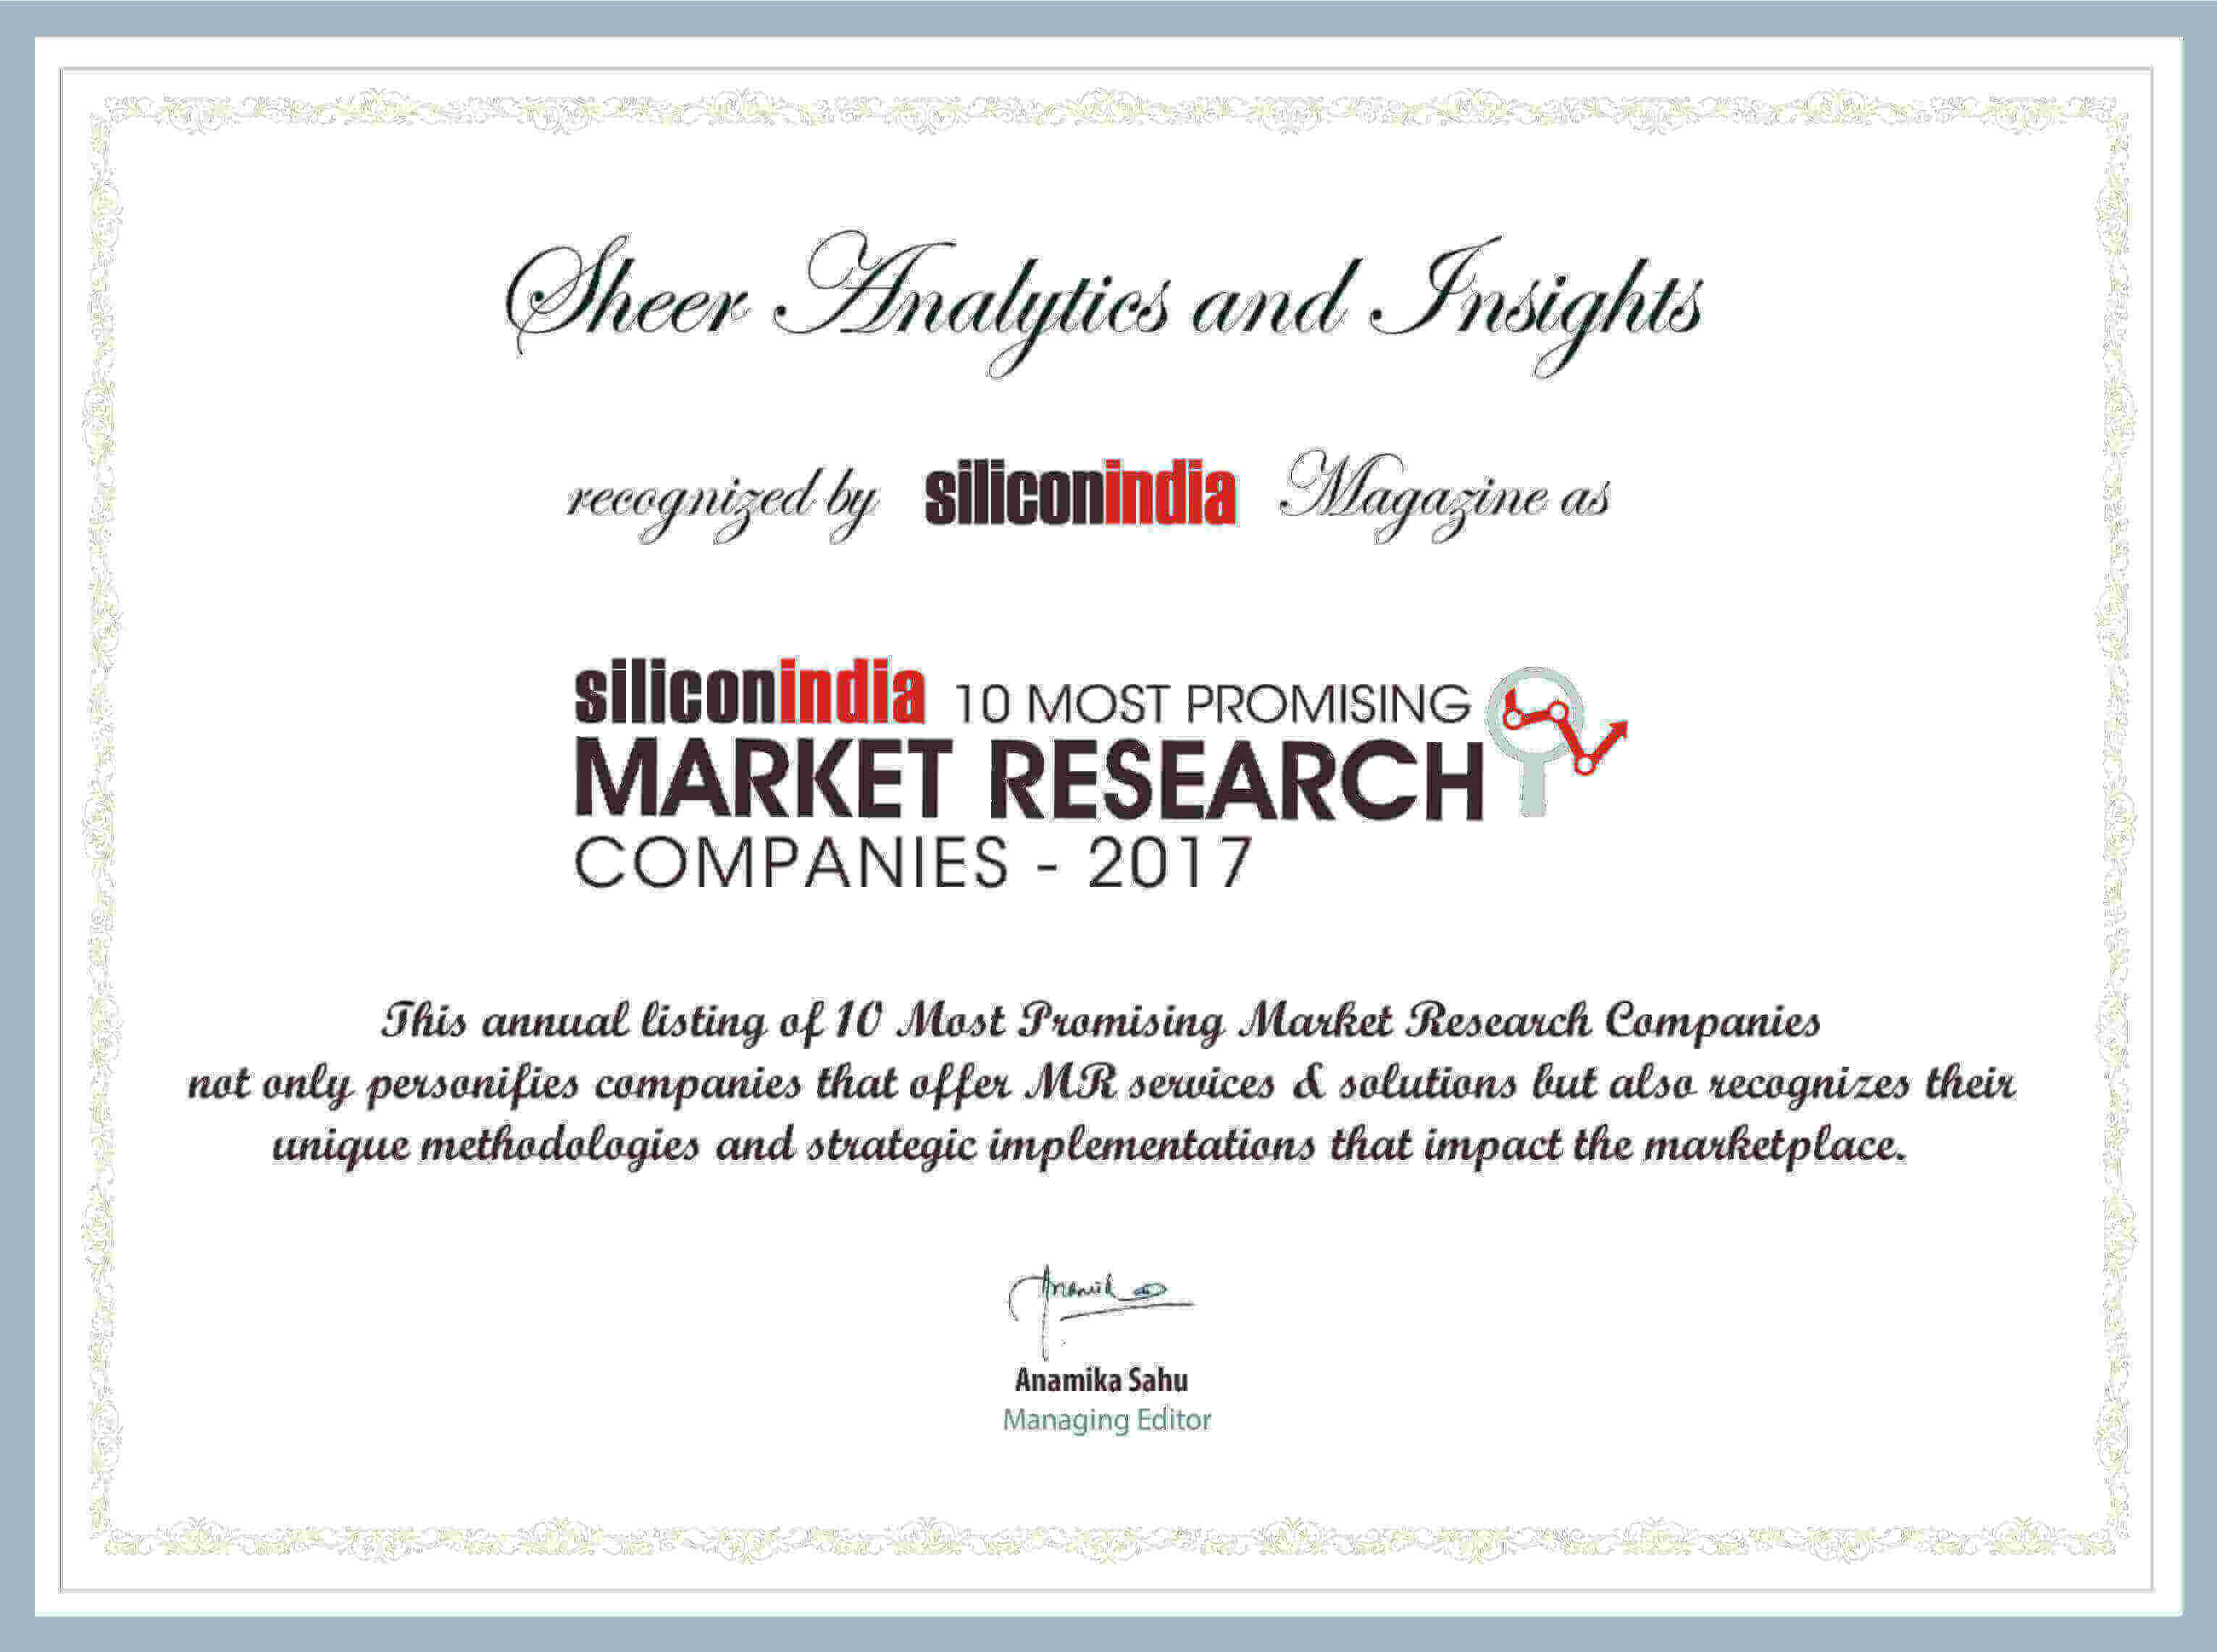 Sheer Analytics and Insights
recognized by siliconindia Magazine as
siliconindia 10 MOST PROMISING
MARKET RESEARCH
COMPANIES - 2017
This annual listing of 10 Most Promising Market Research Companies
not only personifies companies that offer MR services & solutions but also recognizes their
unique methodologies and strategic implementations that impact the marketplace.
Anamika Sahu
Managing Editor